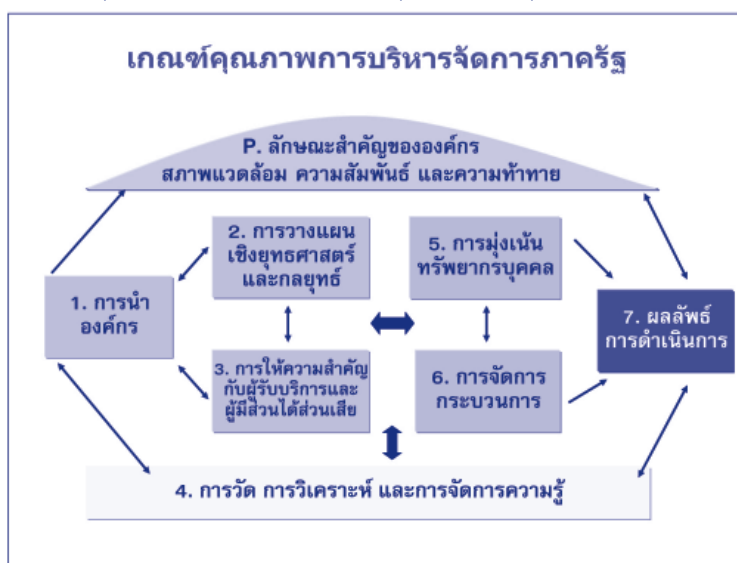 เกณฑ์คุณภาพการบริหารจัดการภาครัฐ
P. ลักษณะสำคัญขององค์กร
สภาพแวดล้อม ความสัมพันธ์ และความท้าทาย
1. การนำ
องค์กร
2. การวางแผน
เชิงยุทธศาสตร์
และกลยุทธ์
3. การให้ความสำคัญ
กับผู้รับบริการและ
ผู้มีส่วนได้ส่วนเสีย
5. การมุ่งเน้น
ทรัพยากรบุคคล
6. การจัดการ
กระบวนการ
7. ผลลัพธ์
การดำเนินการ
4. การวัด การวิเคราะห์ และการจัดการความรู้